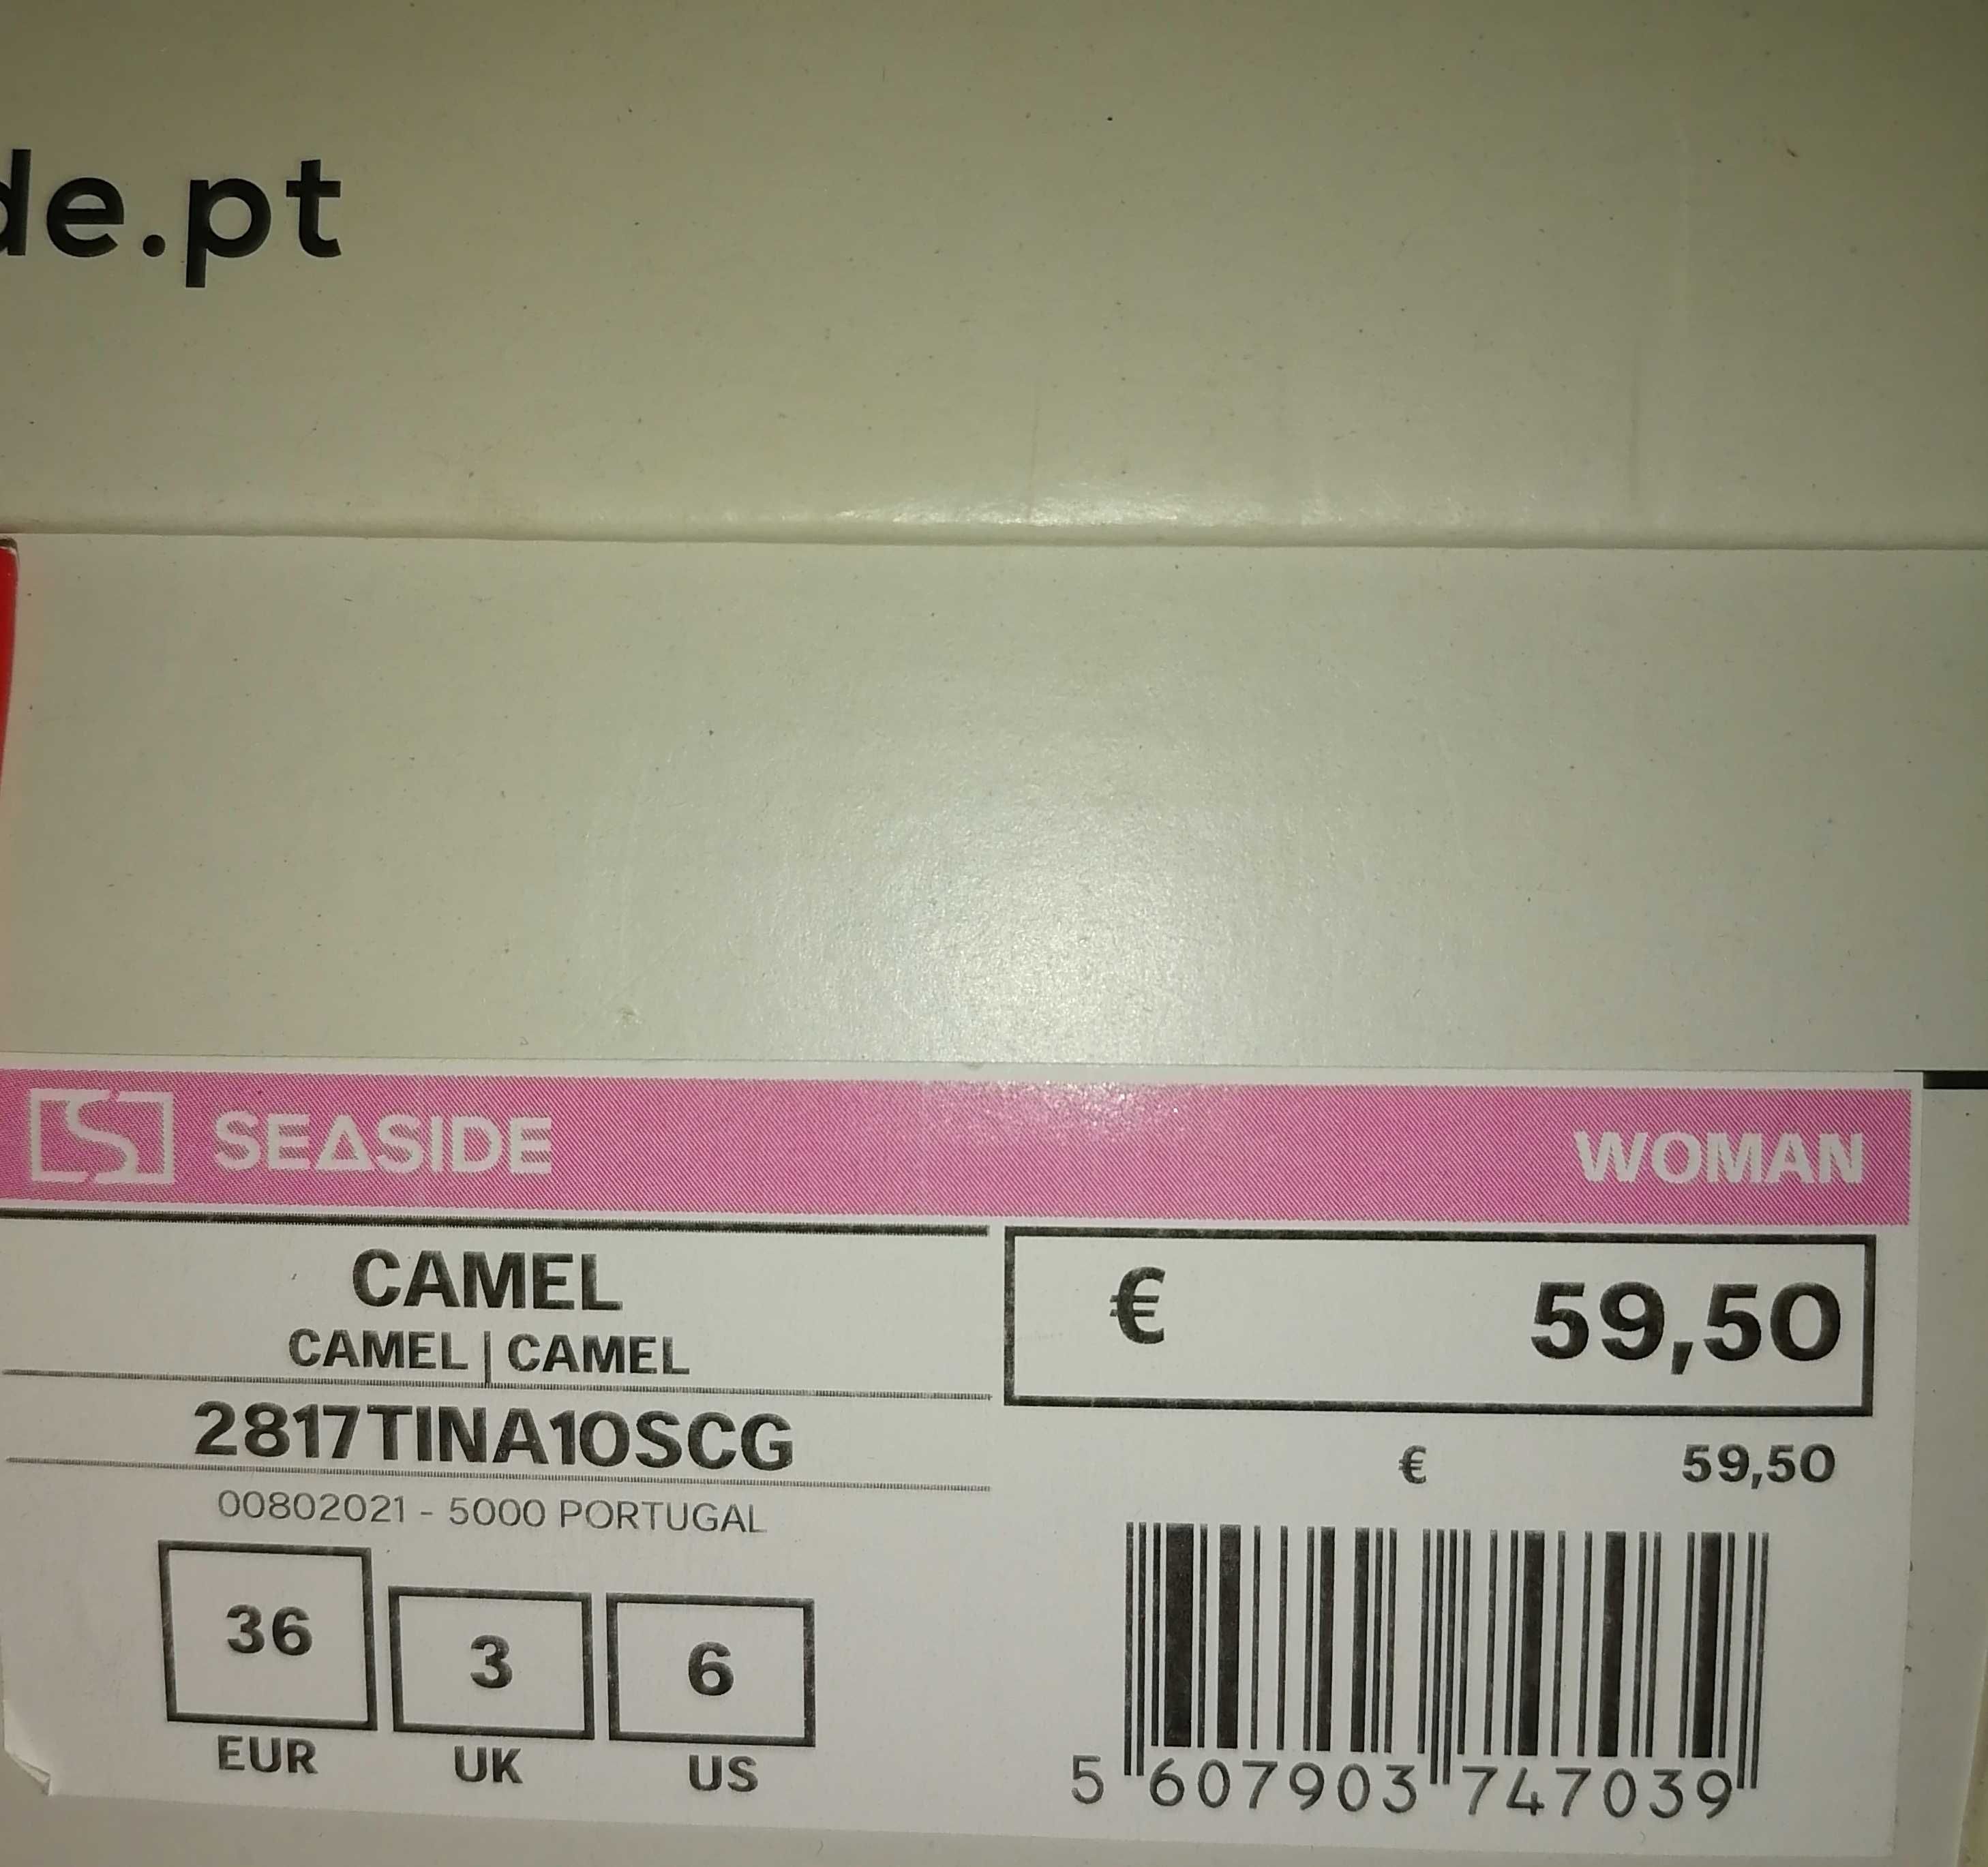 de.pt
SEASIDE
WOMAN
CAMEL
CAMEL | CAMEL
€ 59,50
2817TINA10SCG
€ 59,50
00802021 - 5000 PORTUGAL
36 3 6
EUR UK US
5 607903 747039